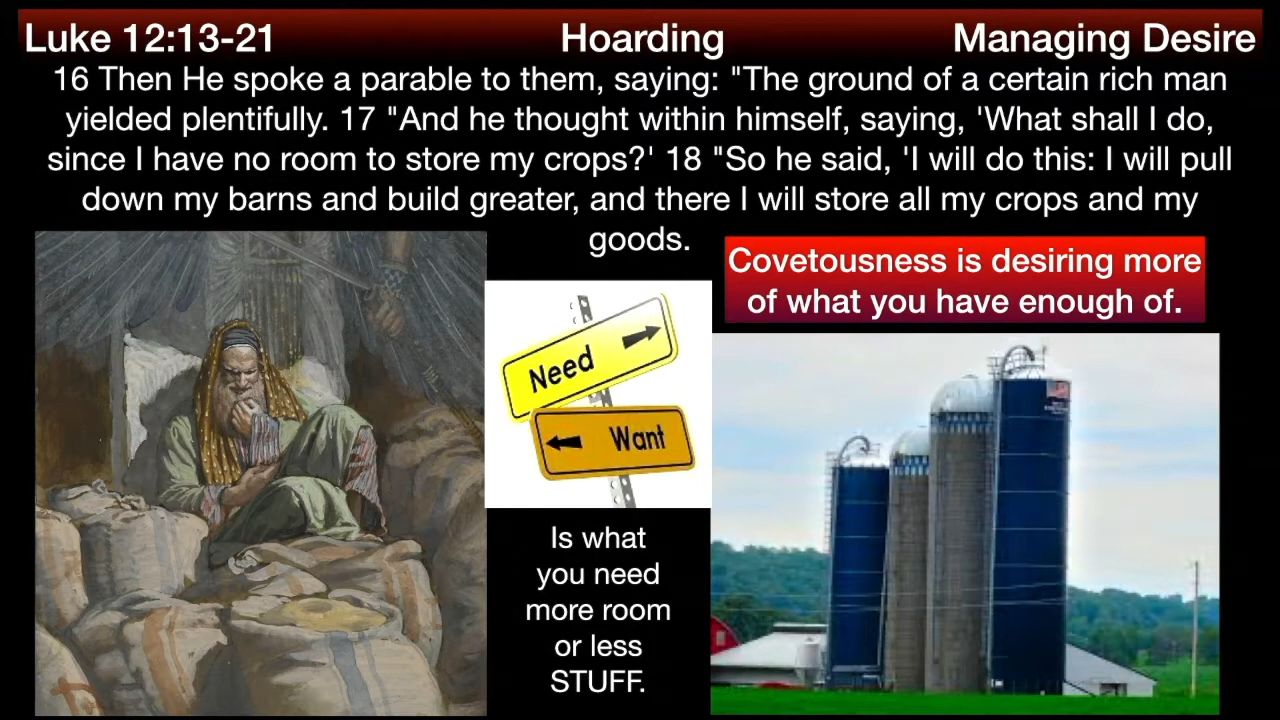 Luke 12:13-21 Hoarding Managing Desire
16 Then He spoke a parable to them, saying: "The ground of a certain rich man
yielded plentifully. 17 "And he thought within himself, saying, 'What shall I do,
since I have no room to store my crops?' 18 "So he said, 'I will do this: I will pull
down my barns and build greater, and there I will store all my crops and my
goods.
Covetousness is desiring more
of what you have enough of.
Need
Want
Is what
you need
more room
or less
STUFF.